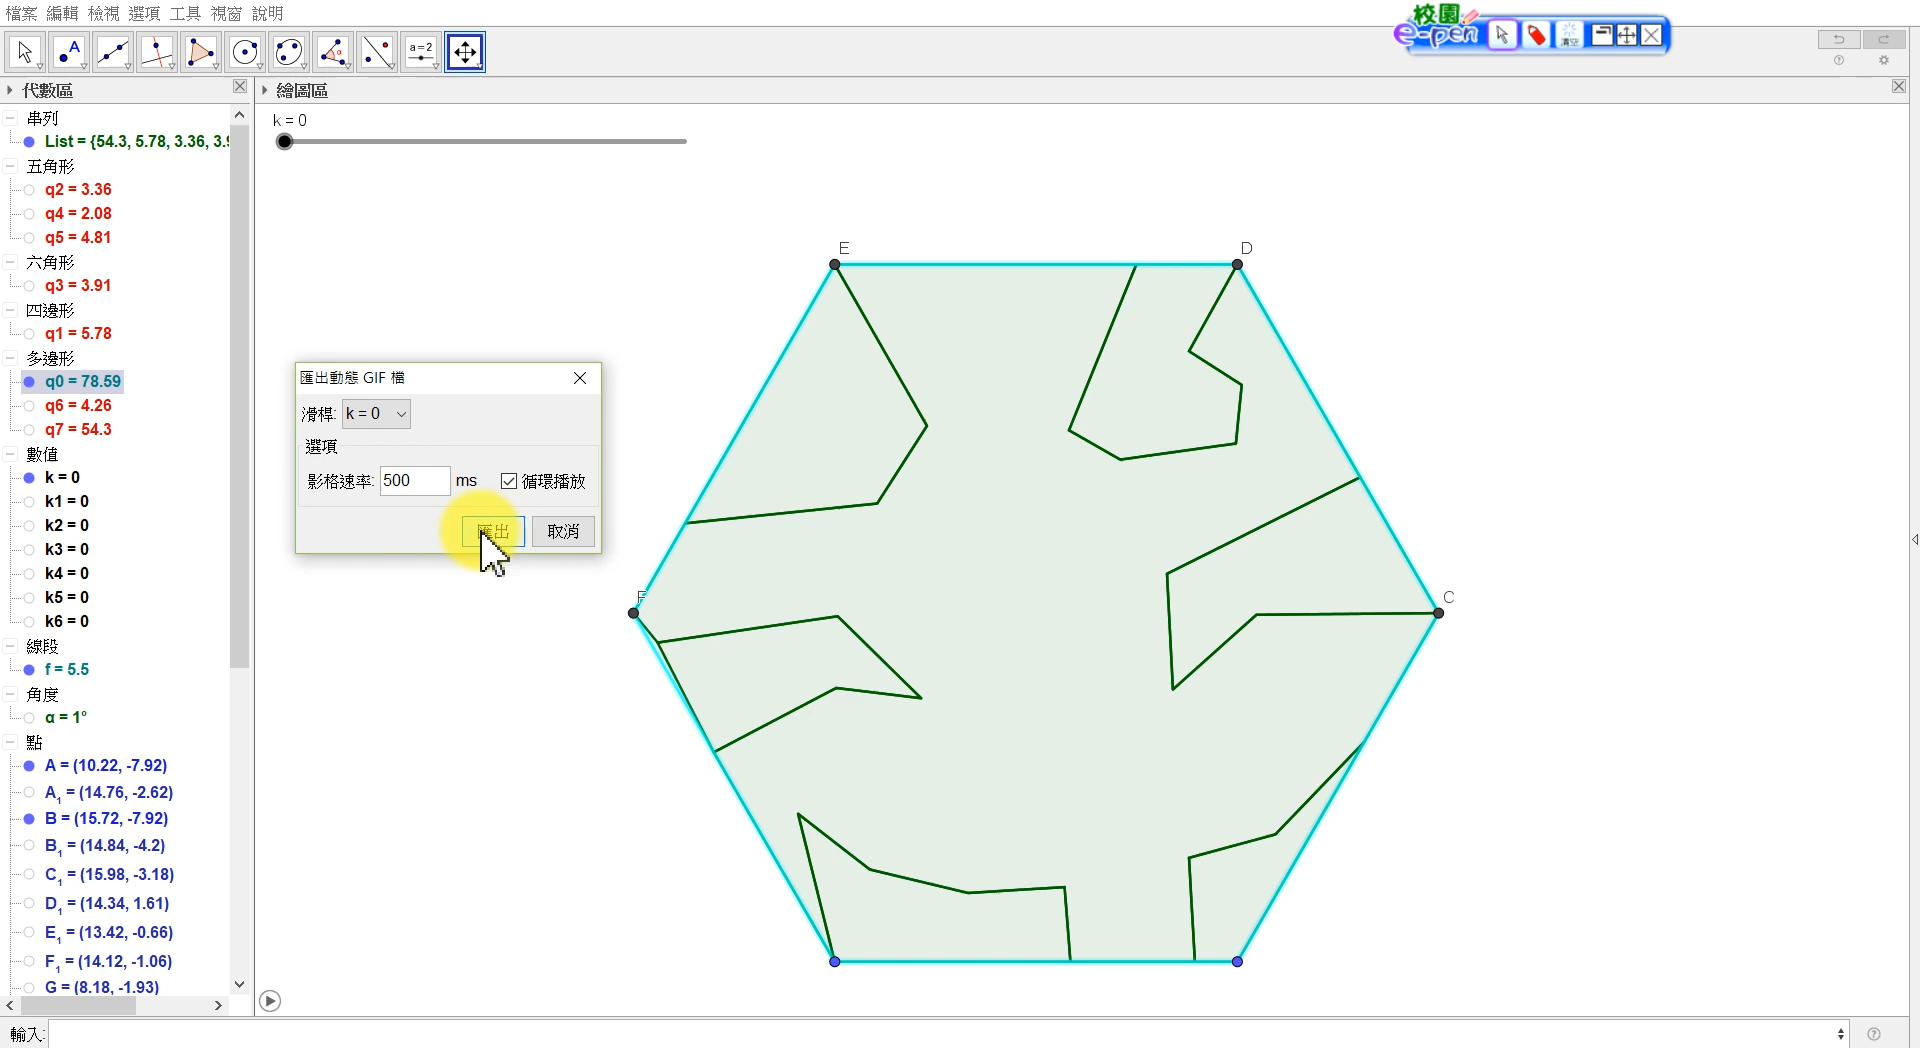 檔案 編輯 檢視 選項 工具 視窗 說明
校園
e-pen
清空
A
α
a=2
代數區
繪圖區
串列
List = {54.3, 5.78, 3.36, 3.9
五角形
q2 = 3.36
q4 = 2.08
q5 = 4.81
六角形
q3 = 3.91
四邊形
q1 = 5.78
多邊形
q0 = 78.59
q6 = 4.26
q7 = 54.3
數值
k = 0
k1 = 0
k2 = 0
k3 = 0
k4 = 0
k5 = 0
k6 = 0
線段
f = 5.5
角度
α = 1°
點
A = (10.22, -7.92)
A₁ = (14.76, -2.62)
B = (15.72, -7.92)
B₁ = (14.84, -4.2)
C₁ = (15.98, -3.18)
D₁ = (14.34, 1.61)
E₁ = (13.42, -0.66)
F₁ = (14.12, -1.06)
G = (8.18, -1.93)
k = 0
E
D
F
C
匯出動態 GIF 檔
滑桿: k = 0
選項
影格速率: 500 ms 循環播放
匯出 取消
輸入: